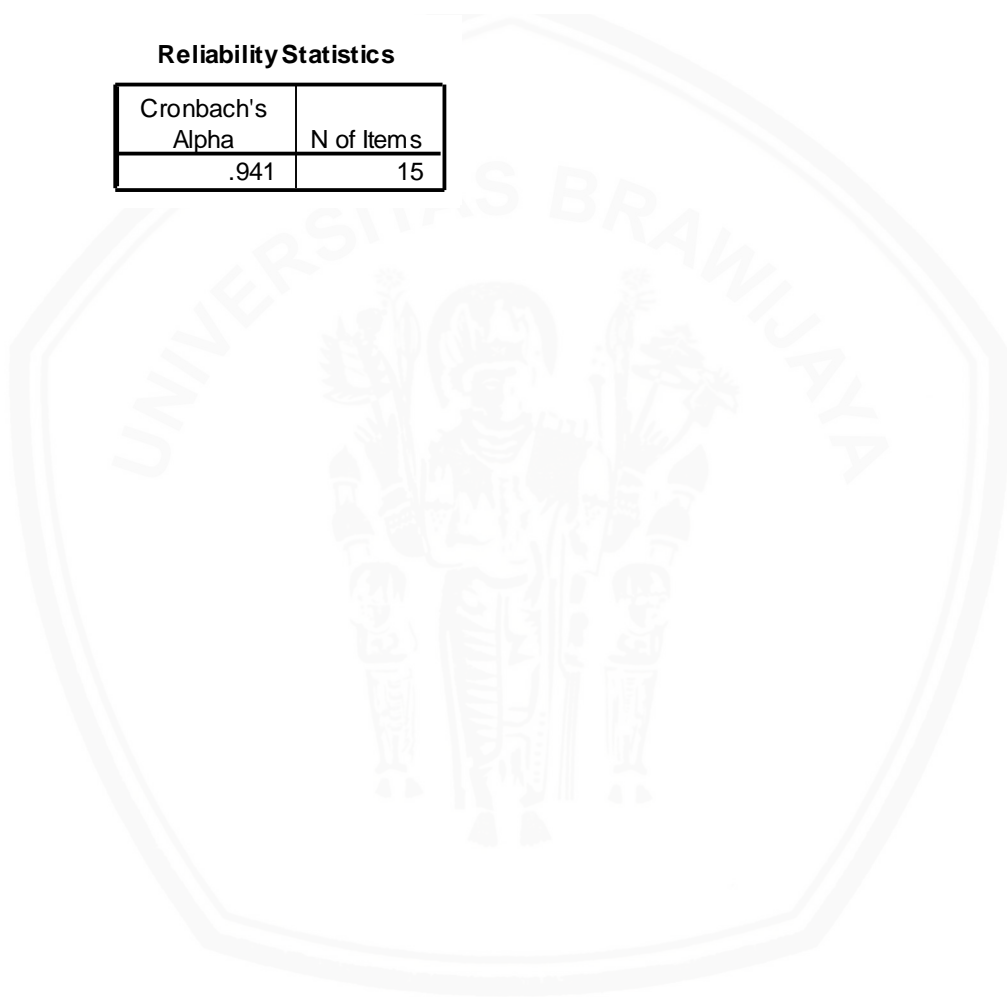 Reliability Statistics
Cronbach's
Alpha N of Items
.941 15
UNIVERSITAS BRAWIJAYA